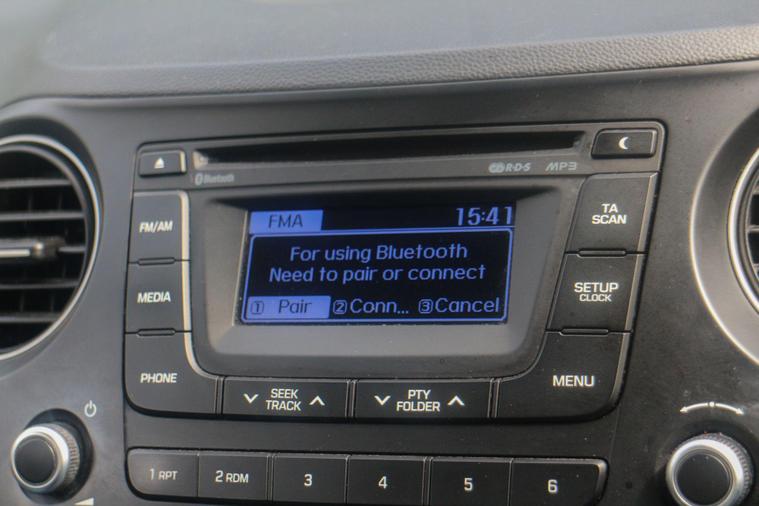 Bluetooth
R·D·S MP3
FM/AM
MEDIA
PHONE
FMA 15:41
For using Bluetooth
Need to pair or connect
1 Pair 2 Conn... 3 Cancel
TA
SCAN
SETUP
CLOCK
MENU
SEEK
TRACK
PTY
FOLDER
1 RPT 2 RDM 3 4 5 6